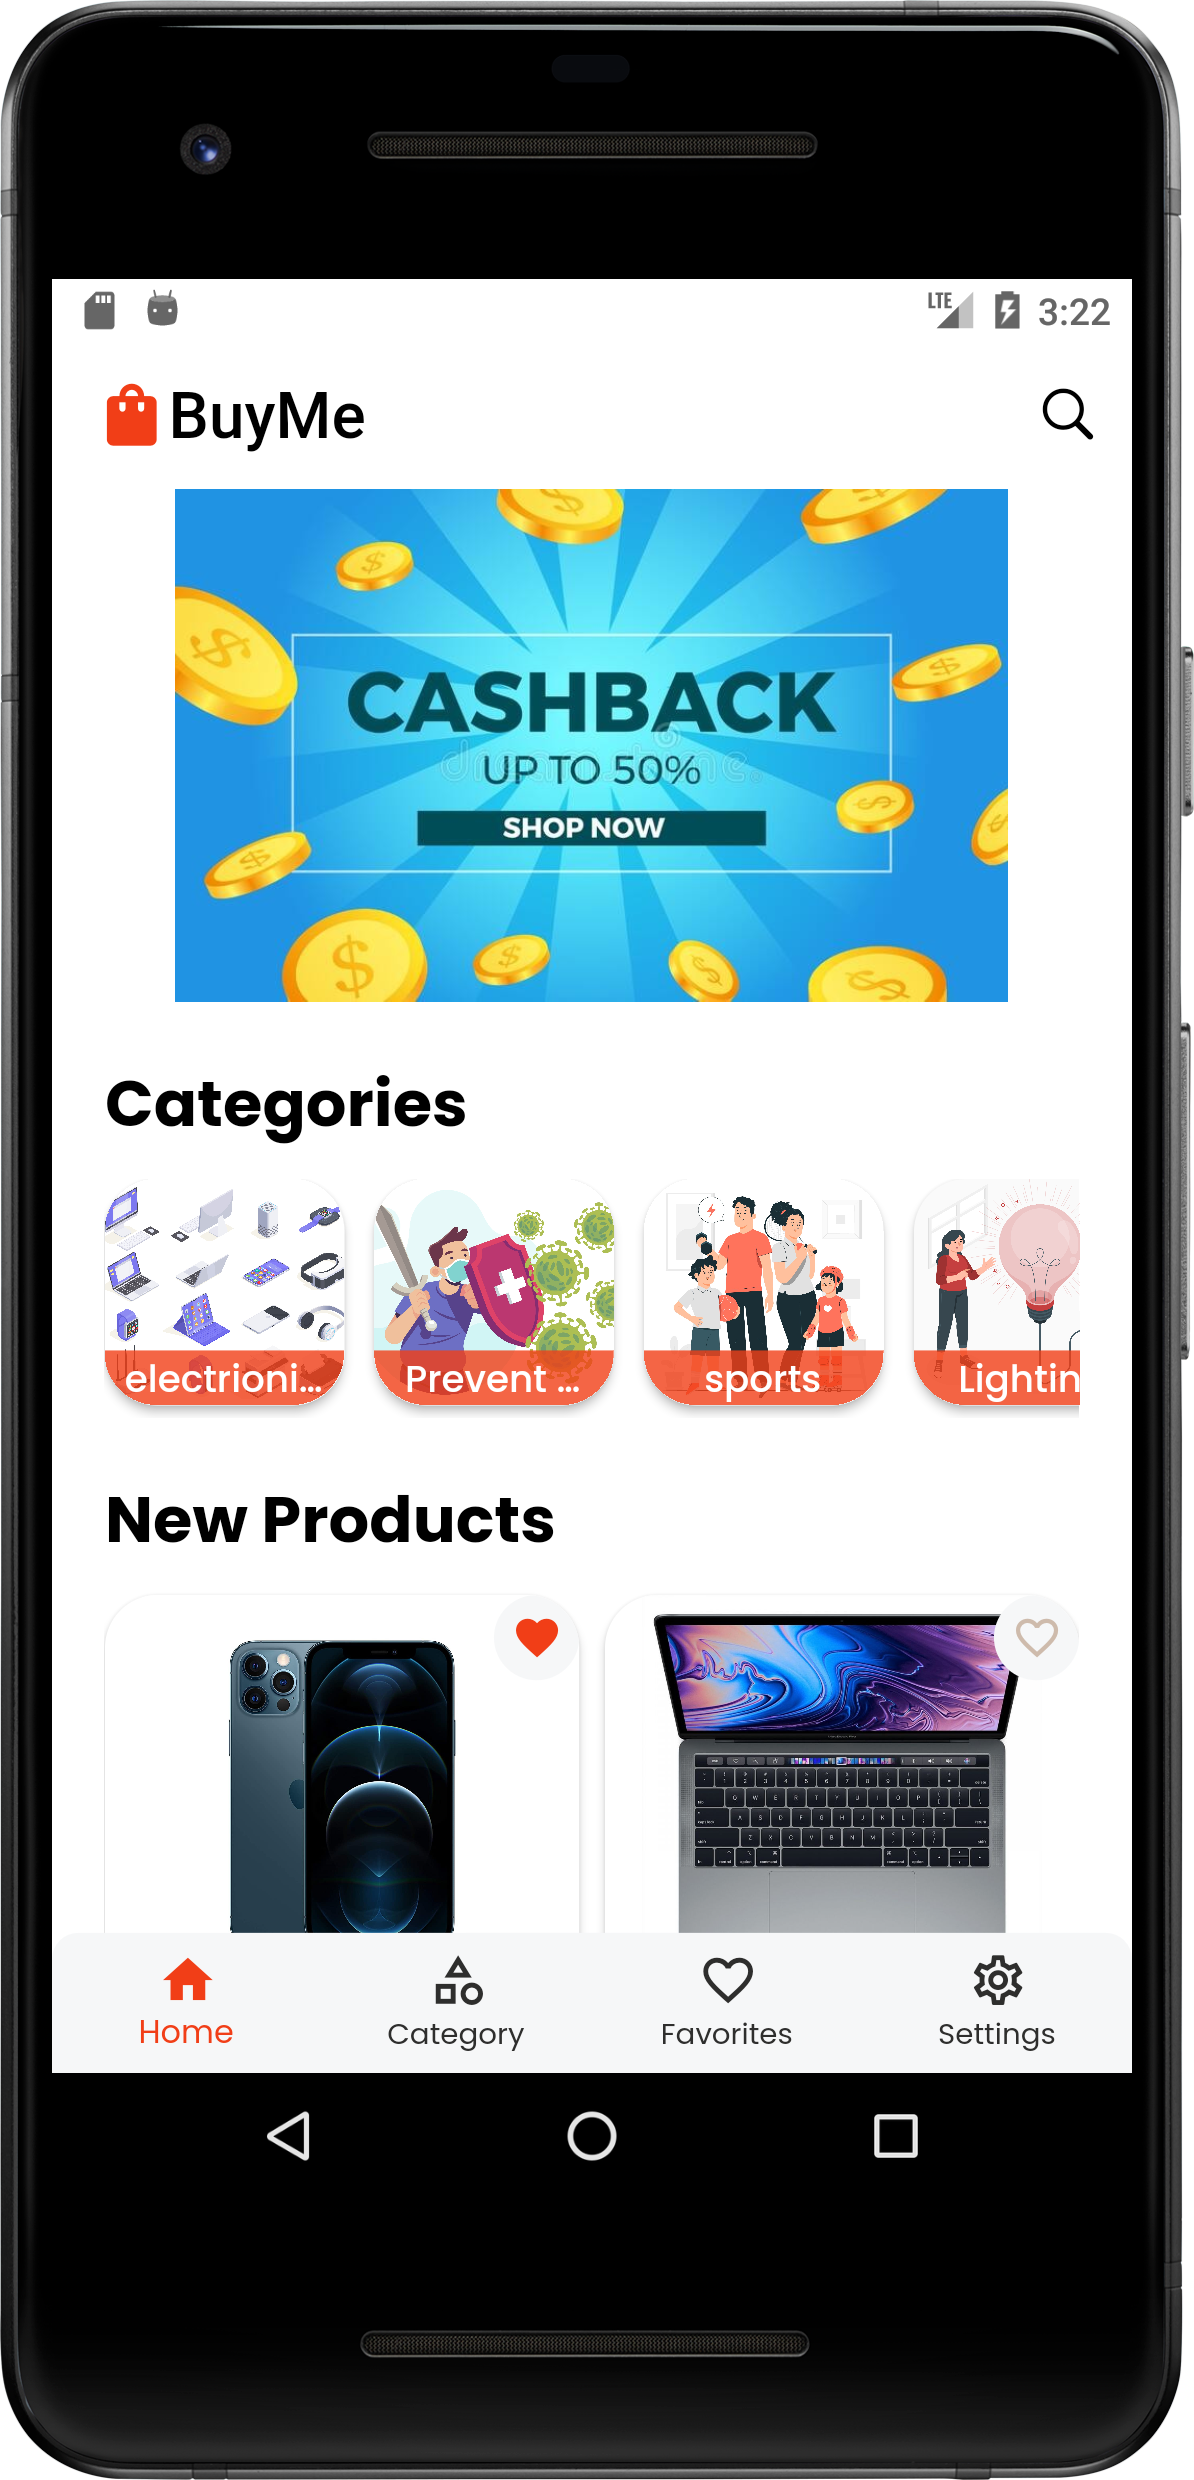 LTE 3:22
BuyMe
CASHBACK
dreamstime.
UP TO 50%
SHOP NOW
Categories
electrioni...
Prevent ...
sports
Lightin
New Products
Home
Category
Favorites
Settings